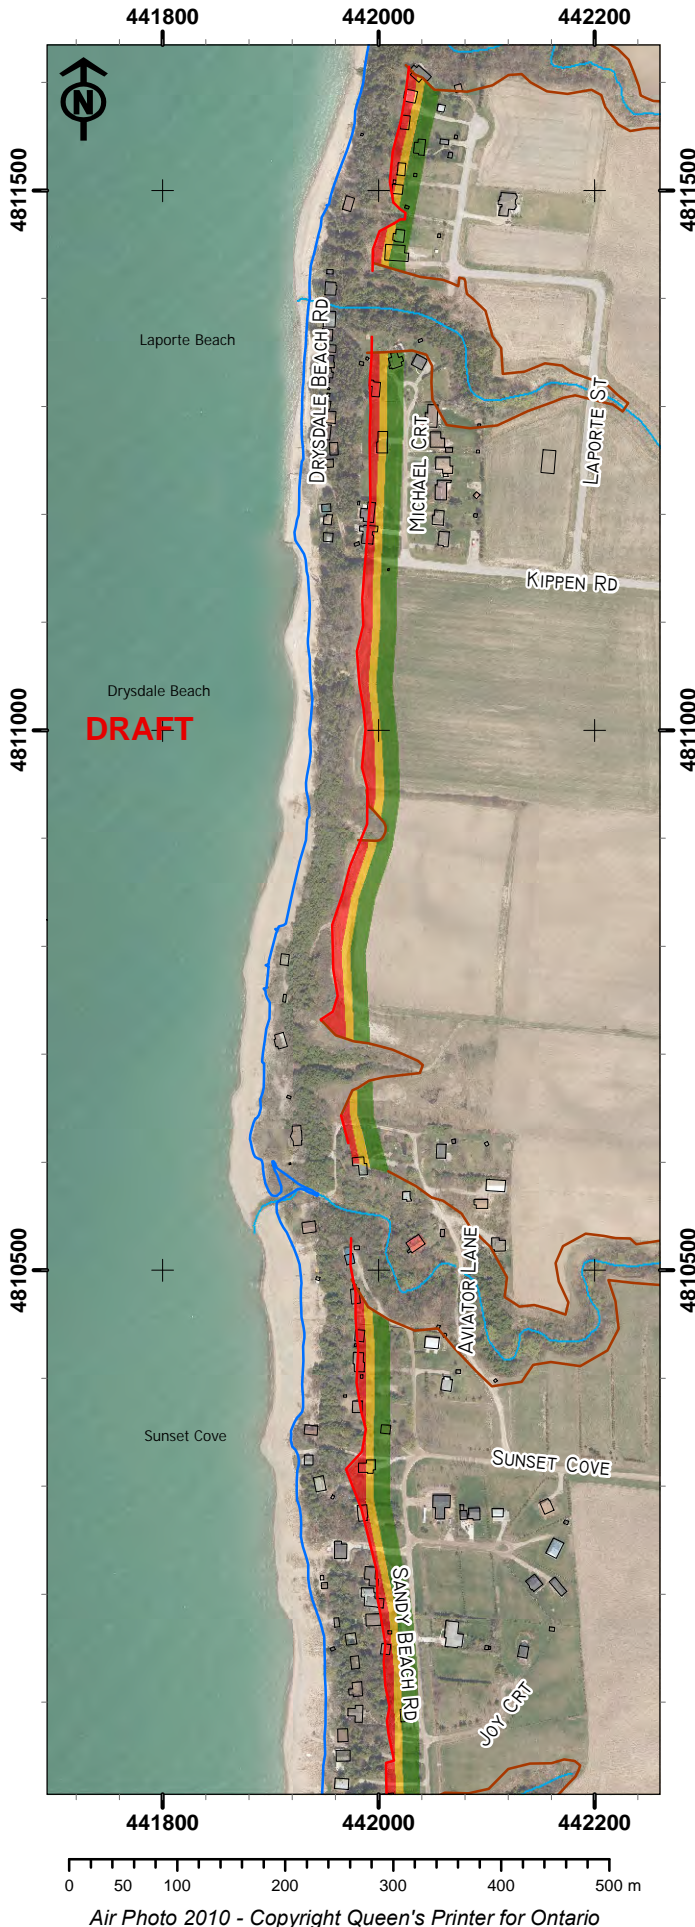 441800 442000 442200
N
4811500 4811500
Laporte Beach
DRYSDALE BEACH RD
MICHAEL CRT
LAPORTE ST
KIPPEN RD
Drysdale Beach
DRAFT
4811000 4811000
4810500 4810500
AVIATOR LANE
Sunset Cove
SUNSET COVE
SANDY BEACH RD
JOY CRT
441800 442000 442200
0 50 100 200 300 400 500 m
Air Photo 2010 - Copyright Queen's Printer for Ontario